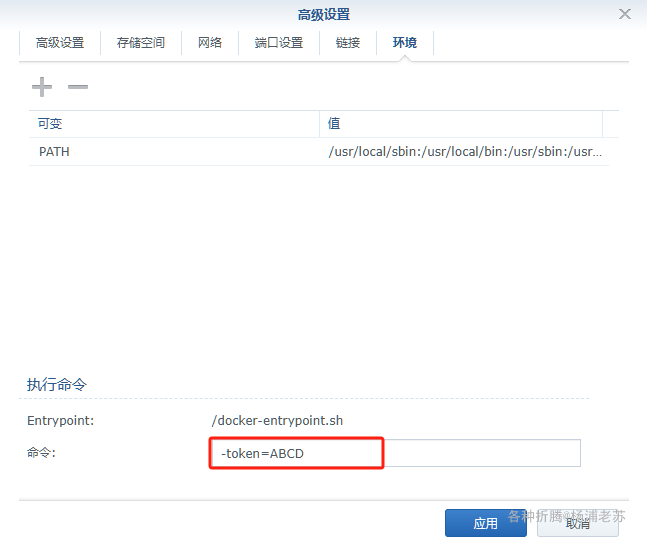 高级设置
高级设置 存储空间 网络 端口设置 链接 环境
可变 值
PATH /usr/local/sbin:/usr/local/bin:/usr/sbin:/usr...
执行命令
Entrypoint: /docker-entrypoint.sh
命令: -token=ABCD
应用 取消
各种折腾@杨浦老苏